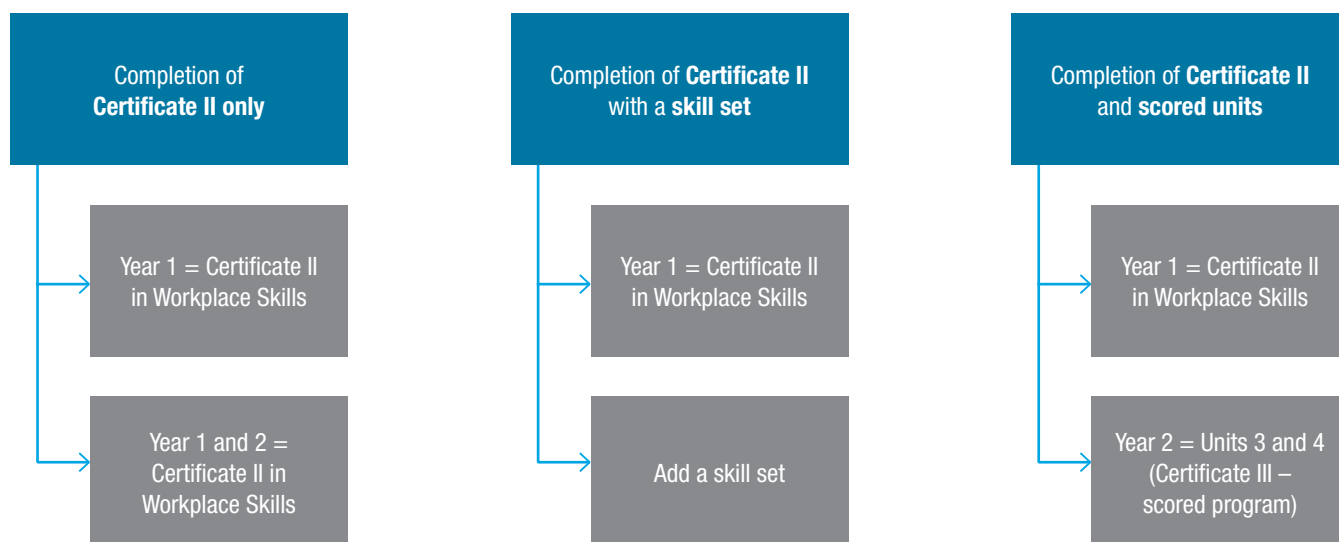 Completion of
Certificate II only
Year 1 = Certificate II
in Workplace Skills
Year 1 and 2 =
Certificate II in
Workplace Skills
Completion of Certificate II
with a skill set
Year 1 = Certificate II
in Workplace Skills
Add a skill set
Completion of Certificate II
and scored units
Year 1 = Certificate II
in Workplace Skills
Year 2 = Units 3 and 4
(Certificate III –
scored program)